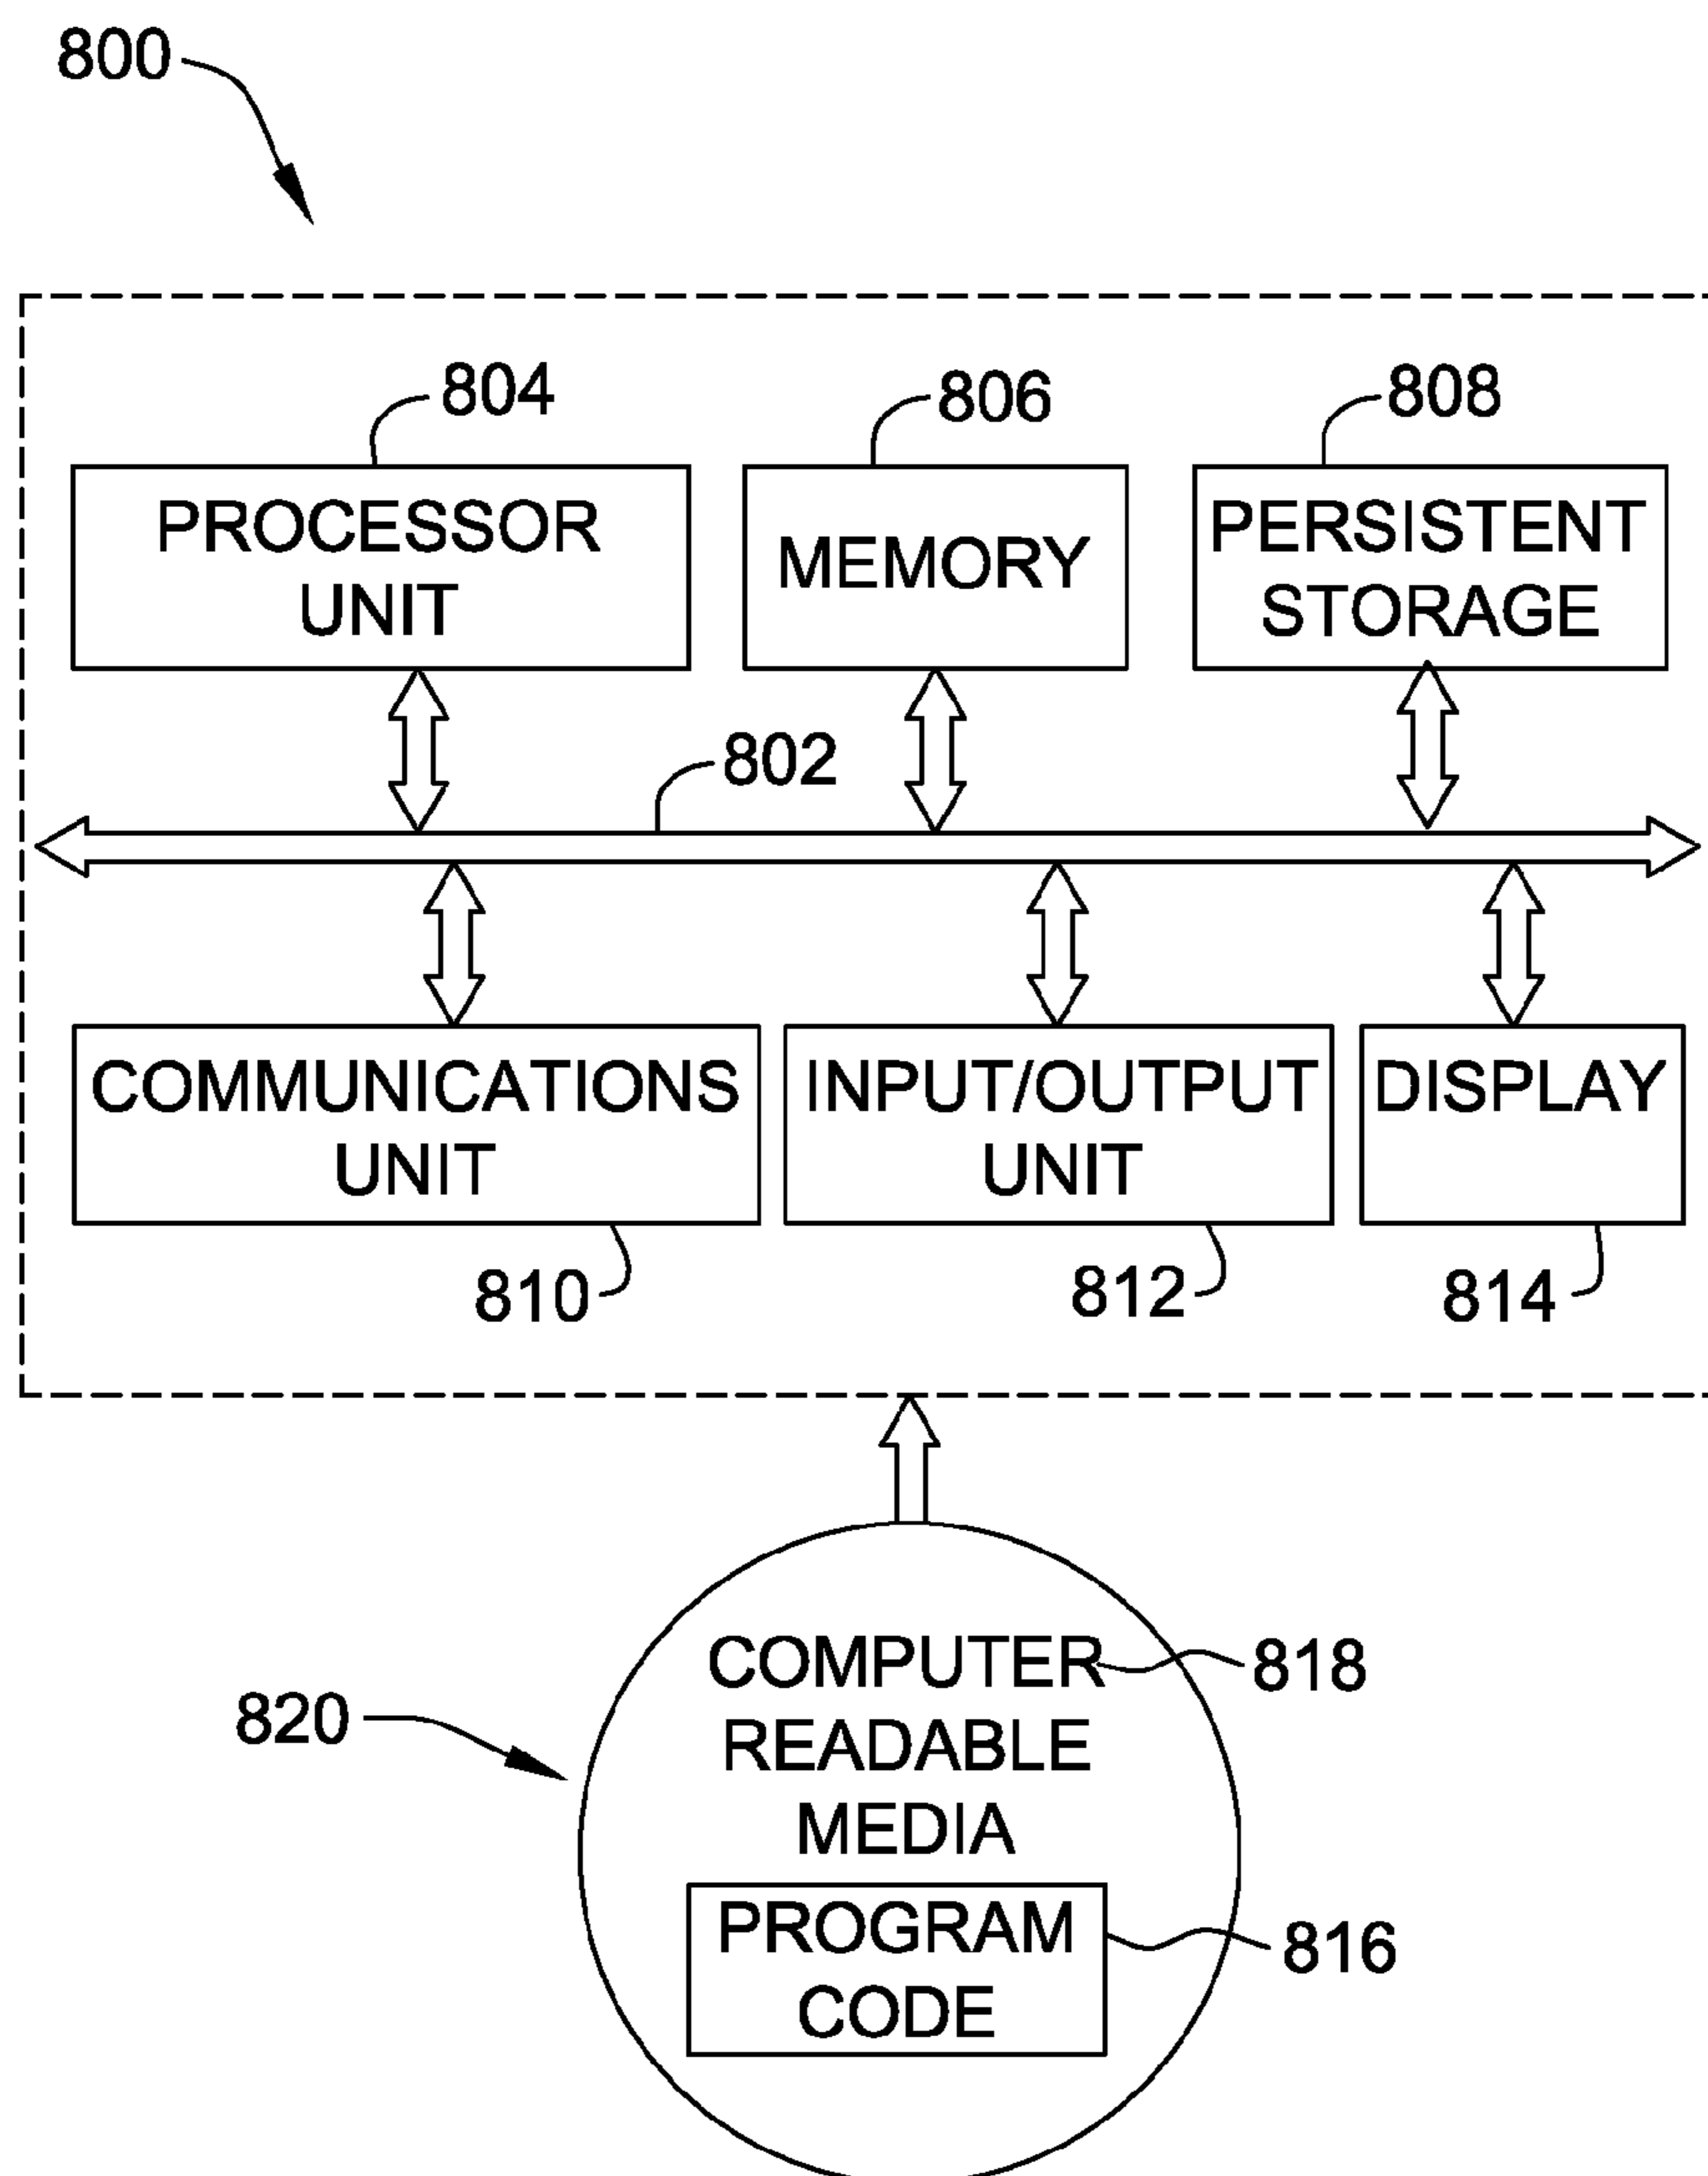 800
804
806
808
PROCESSOR
UNIT
MEMORY
PERSISTENT
STORAGE
802
COMMUNICATIONS
UNIT
INPUT/OUTPUT
UNIT
DISPLAY
810
812
814
COMPUTER
READABLE
MEDIA
818
820
PROGRAM
CODE
816